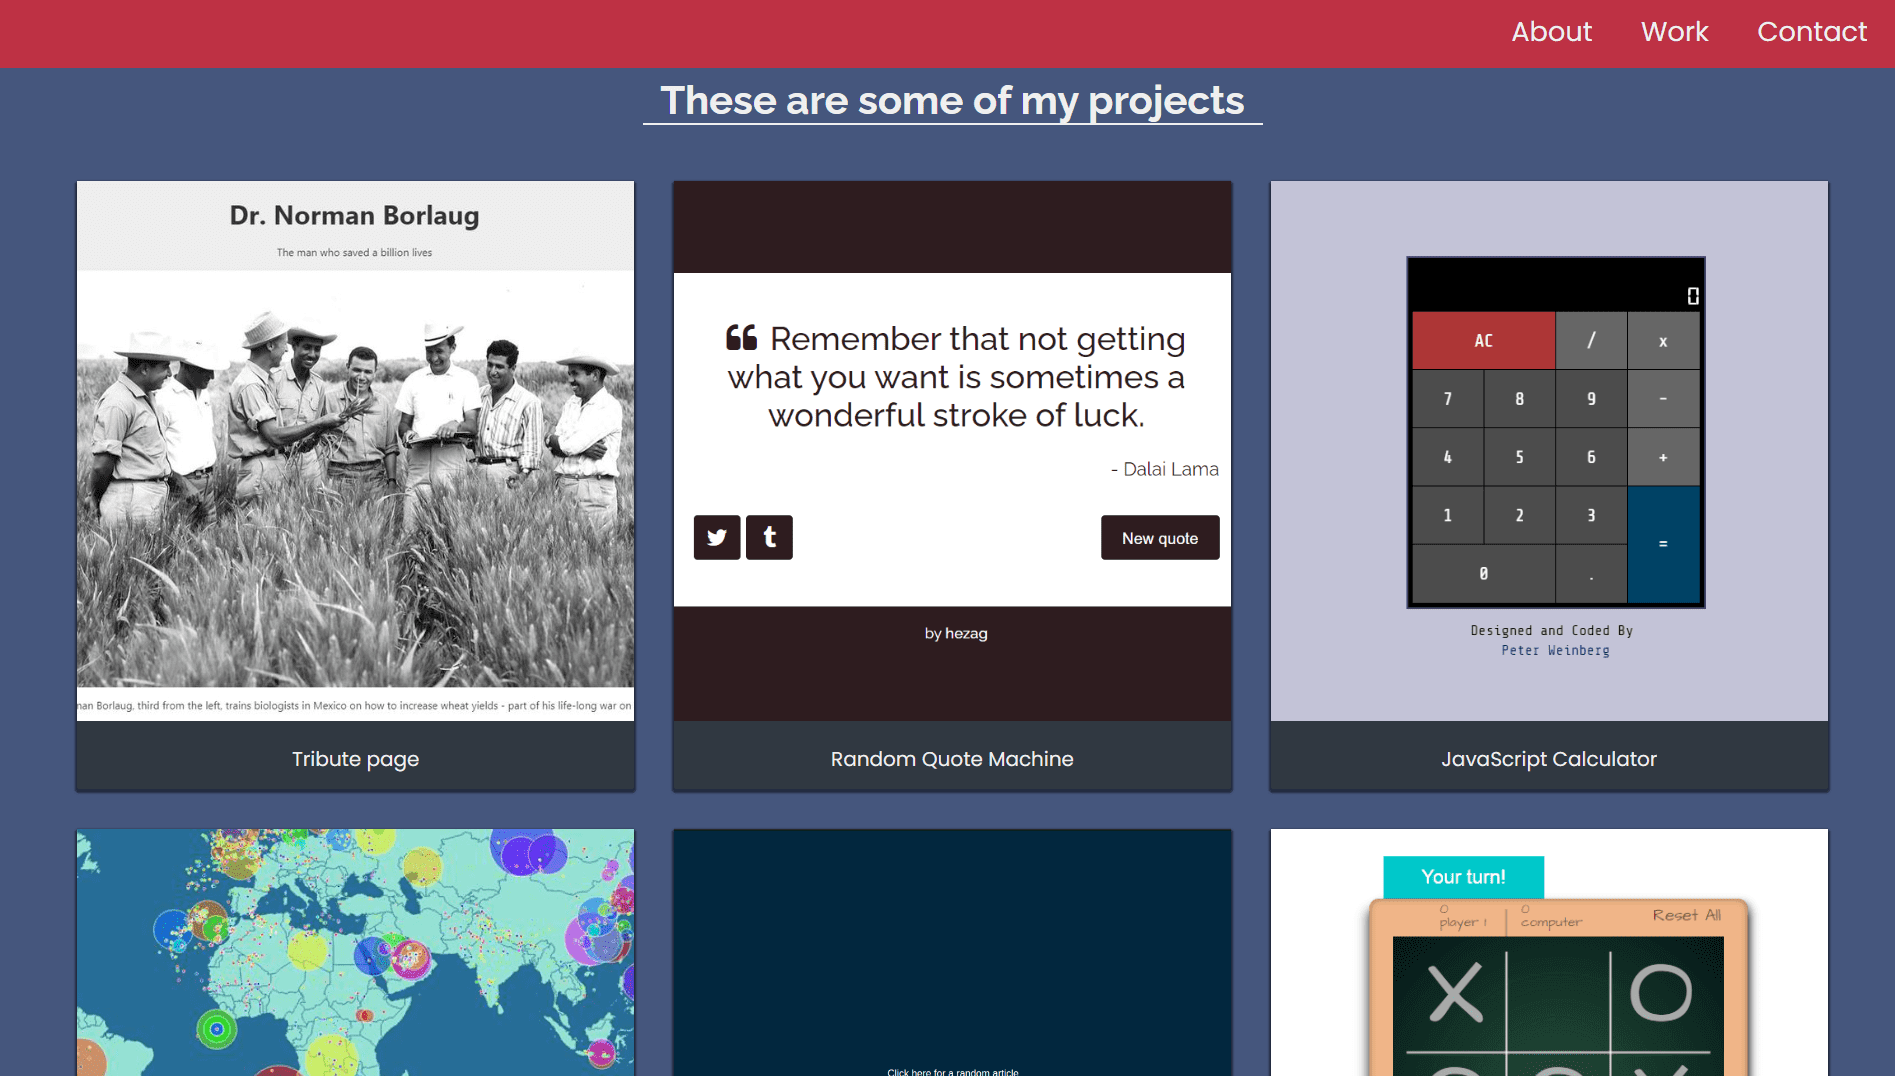 About Work Contact
These are some of my projects
Dr. Norman Borlaug
The man who saved a billion lives
Borlaug, third from the left, trains biologists in Mexico on how to increase wheat yields - part of his life-long war on
Tribute page
Remember that not getting
what you want is sometimes a
wonderful stroke of luck.
- Dalai Lama
New quote
by hezag
Random Quote Machine
0
AC / x
7 8 9 -
4 5 6 +
1 2 3
=
0 .
Designed and Coded By
Peter Weinberg
JavaScript Calculator
Click here for a random article
Your turn!
0 0
player 1 computer Reset All
X O